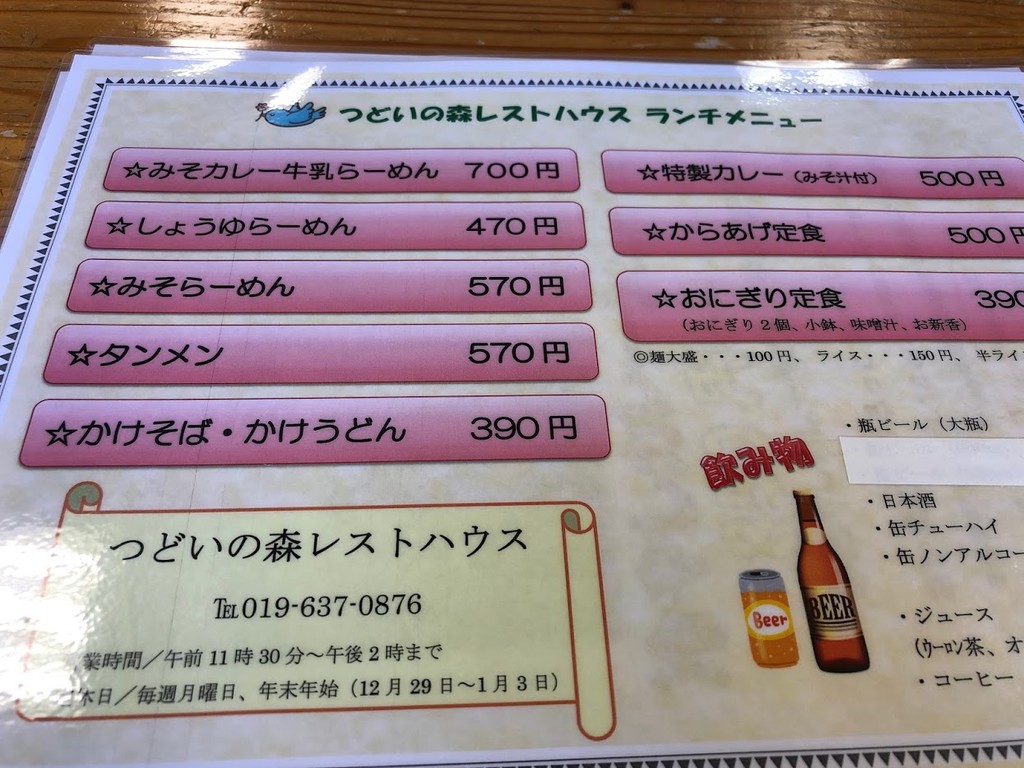 つどいの森レストハウス ランチメニュー
☆みそカレー牛乳らーめん 700円
☆しょうゆらーめん 470円
☆みそらーめん 570円
☆タンメン 570円
☆かけそば・かけうどん 390円
☆特製カレー（みそ汁付） 500円
☆からあげ定食 500円
☆おにぎり定食 390
（おにぎり2個、小鉢、味噌汁、お新香）
◎麺大盛・・・100円、ライス・・・150円、半ライ
飲み物
・瓶ビール（大瓶）
・日本酒
・缶チューハイ
・缶ノンアルコー
・ジュース
（ウーロン茶、オ
・コーヒー
Beer
BEER
つどいの森レストハウス
℡019-637-0876
業時間／午前11時30分～午後2時まで
休日／毎週月曜日、年末年始（12月29日～1月3日）